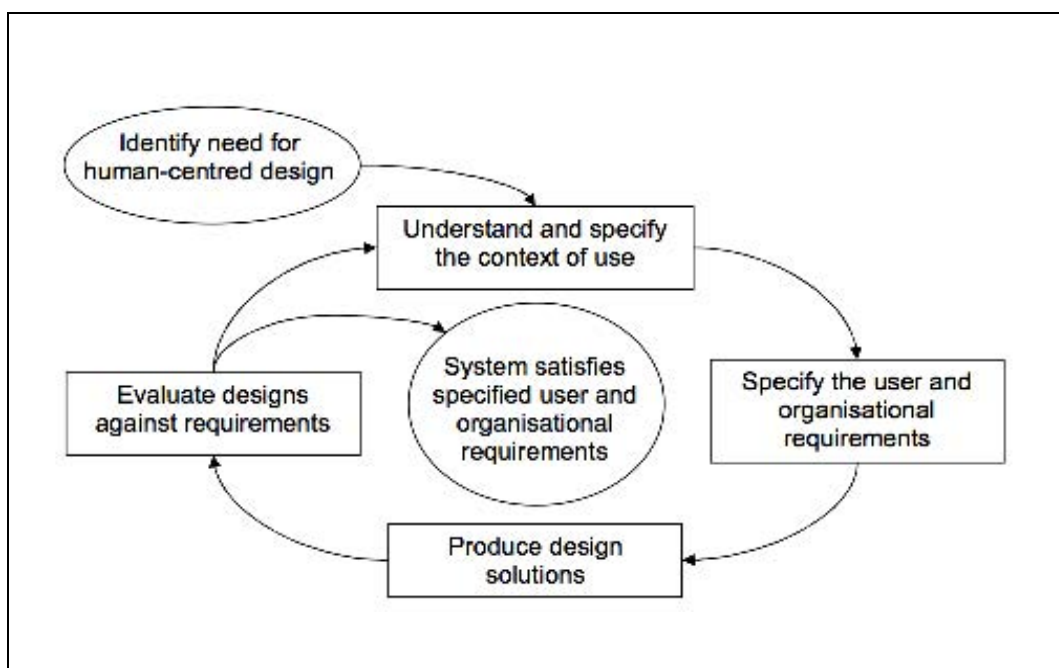 Identify need for
human-centred design
Understand and specify
the context of use
System satisfies
specified user and
organisational
requirements
Evaluate designs
against requirements
Specify the user and
organisational
requirements
Produce design
solutions